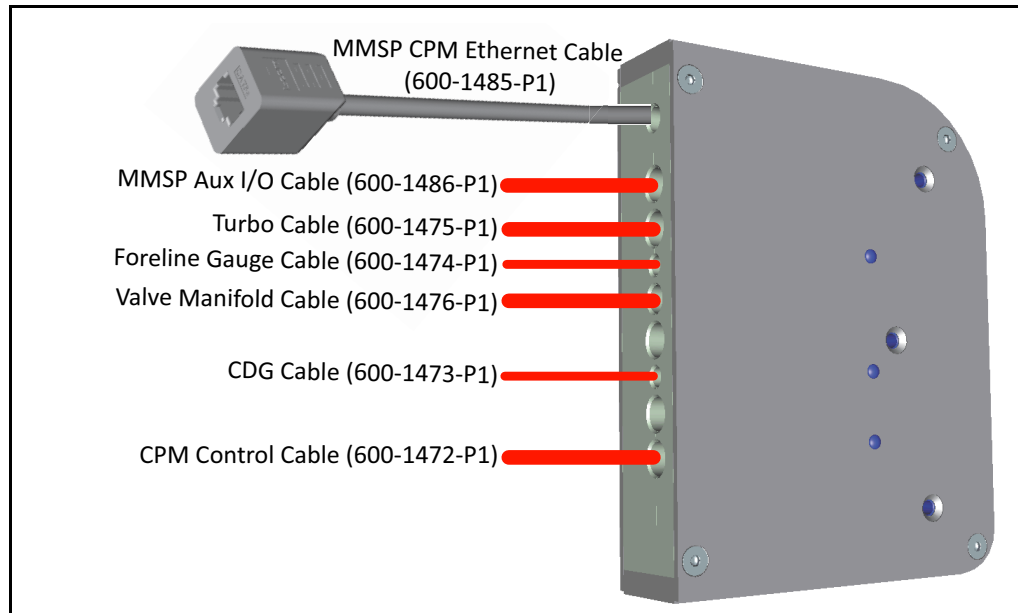 MMSP CPM Ethernet Cable
(600-1485-P1)
MMSP Aux I/O Cable (600-1486-P1)
Turbo Cable (600-1475-P1)
Foreline Gauge Cable (600-1474-P1)
Valve Manifold Cable (600-1476-P1)
CDG Cable (600-1473-P1)
CPM Control Cable (600-1472-P1)